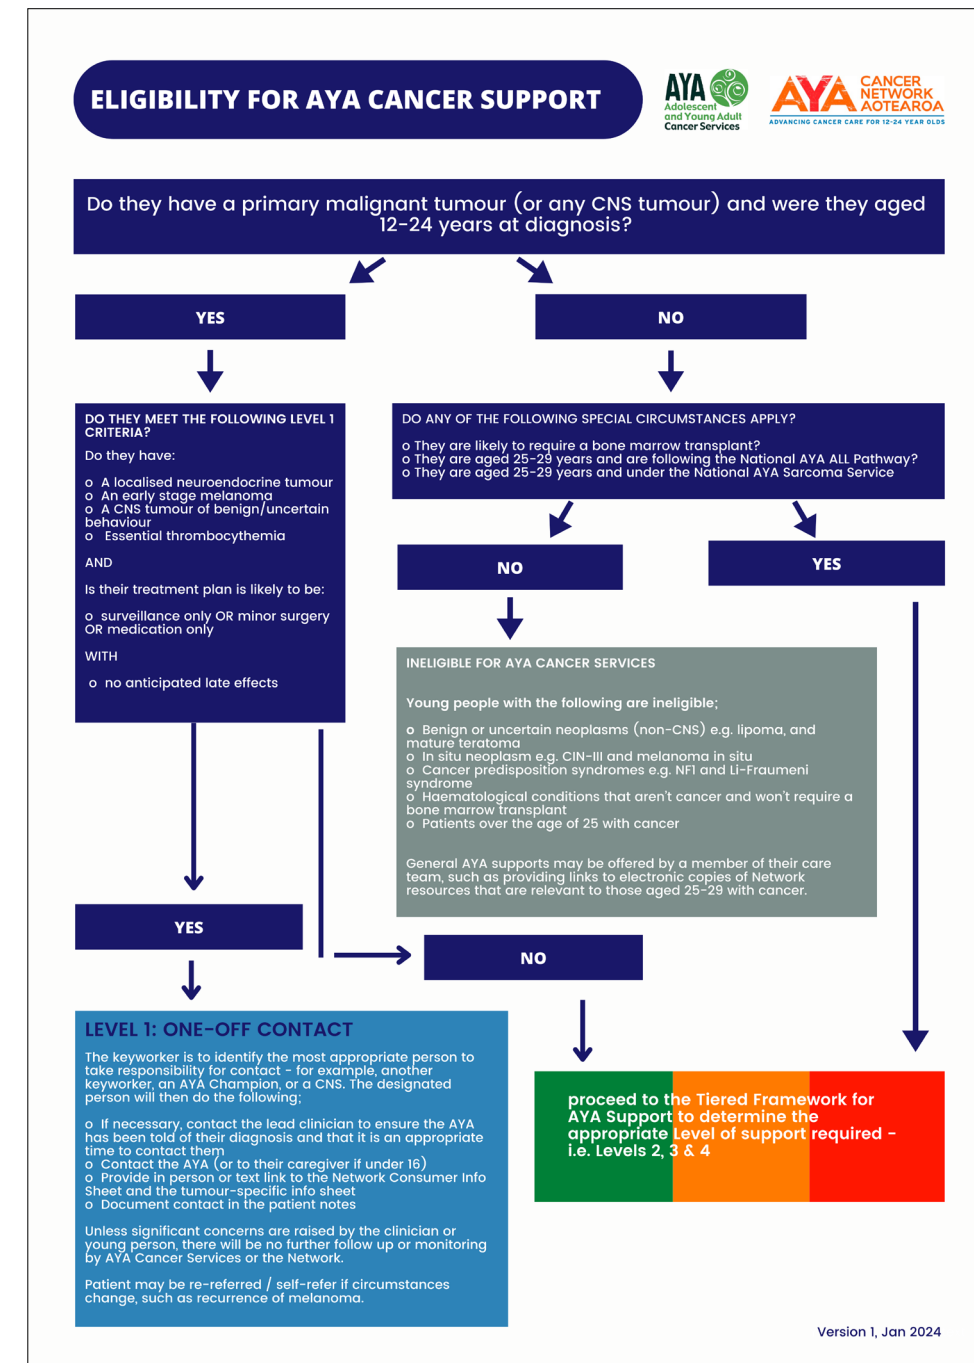 ELIGIBILITY FOR AYA CANCER SUPPORT
AYA
Adolescent
and Young Adult
Cancer Services
AYA
CANCER
NETWORK
AOTEAROA
ADVANCING CANCER CARE FOR 12-24 YEAR OLDS
Do they have a primary malignant tumour (or any CNS tumour) and were they aged
12-24 years at diagnosis?
YES
NO
DO THEY MEET THE FOLLOWING LEVEL 1
CRITERIA?
Do they have:
o A localised neuroendocrine tumour
o An early stage melanoma
o A CNS tumour of benign/uncertain
behaviour
o Essential thrombocythemia
AND
Is their treatment plan is likely to be:
o surveillance only OR minor surgery
OR medication only
WITH
o no anticipated late effects
DO ANY OF THE FOLLOWING SPECIAL CIRCUMSTANCES APPLY?
o They are likely to require a bone marrow transplant?
o They are aged 25-29 years and are following the National AYA ALL Pathway?
o They are aged 25-29 years and under the National AYA Sarcoma Service
NO
YES
INELIGIBLE FOR AYA CANCER SERVICES
Young people with the following are ineligible;
o Benign or uncertain neoplasms (non-CNS) e.g. lipoma, and
mature teratoma
o In situ neoplasm e.g. CIN-III and melanoma in situ
o Cancer predisposition syndromes e.g. NF1 and Li-Fraumeni
syndrome
o Haematological conditions that aren't cancer and won't require a
bone marrow transplant
o Patients over the age of 25 with cancer
General AYA supports may be offered by a member of their care
team, such as providing links to electronic copies of Network
resources that are relevant to those aged 25-29 with cancer.
YES
NO
LEVEL 1: ONE-OFF CONTACT
The keyworker is to identify the most appropriate person to
take responsibility for contact - for example, another
keyworker, an AYA Champion, or a CNS. The designated
person will then do the following;
o If necessary, contact the lead clinician to ensure the AYA
has been told of their diagnosis and that it is an appropriate
time to contact them
o Contact the AYA (or to their caregiver if under 16)
o Provide in person or text link to the Network Consumer Info
Sheet and the tumour-specific info sheet
o Document contact in the patient notes
Unless significant concerns are raised by the clinician or
young person, there will be no further follow up or monitoring
by AYA Cancer Services or the Network.
Patient may be re-referred / self-refer if circumstances
change, such as recurrence of melanoma.
proceed to the Tiered Framework for
AYA Support to determine the
appropriate Level of support required -
i.e. Levels 2, 3 & 4
Version 1, Jan 2024